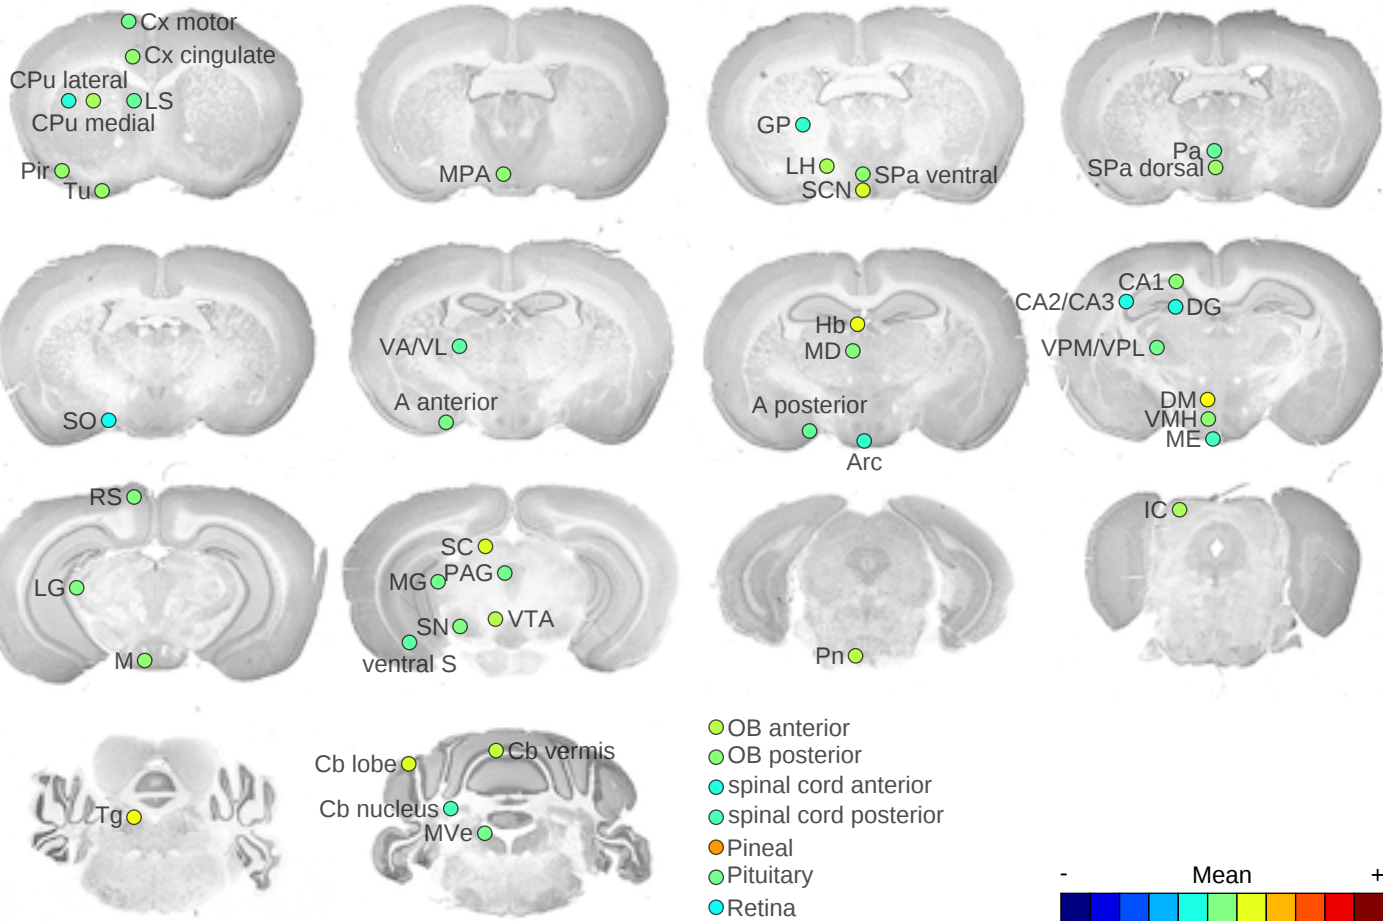 Cx motor
Cx cingulate
CPu lateral
LS
CPu medial
Pir
Tu
MPA
GP
LH
SPa ventral
SCN
Pa
SPa dorsal
SO
VA/VL
A anterior
Hb
MD
A posterior
Arc
CA1
CA2/CA3
DG
VPM/VPL
DM
VMH
ME
RS
LG
M
SC
MG
PAG
SN
VTA
ventral S
Pn
IC
Tg
Cb lobe
Cb vermis
Cb nucleus
MVe
OB anterior
OB posterior
spinal cord anterior
spinal cord posterior
Pineal
Pituitary
Retina
- Mean +